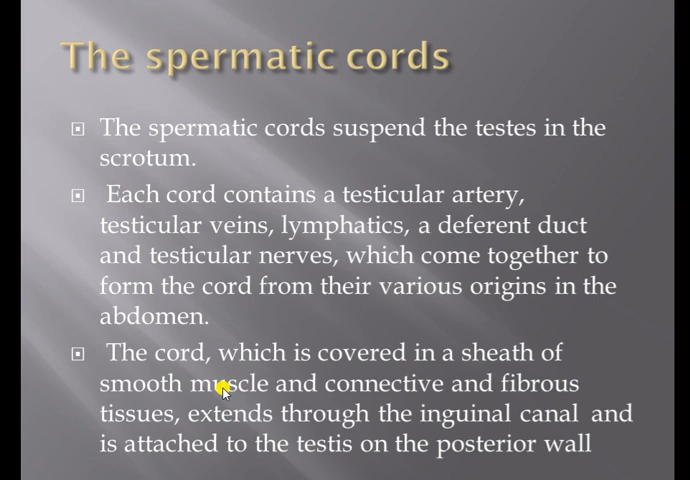 The spermatic cords
The spermatic cords suspend the testes in the
scrotum.
Each cord contains a testicular artery,
testicular veins, lymphatics, a deferent duct
and testicular nerves, which come together to
form the cord from their various origins in the
abdomen.
The cord, which is covered in a sheath of
smooth muscle and connective and fibrous
tissues, extends through the inguinal canal and
is attached to the testis on the posterior wall